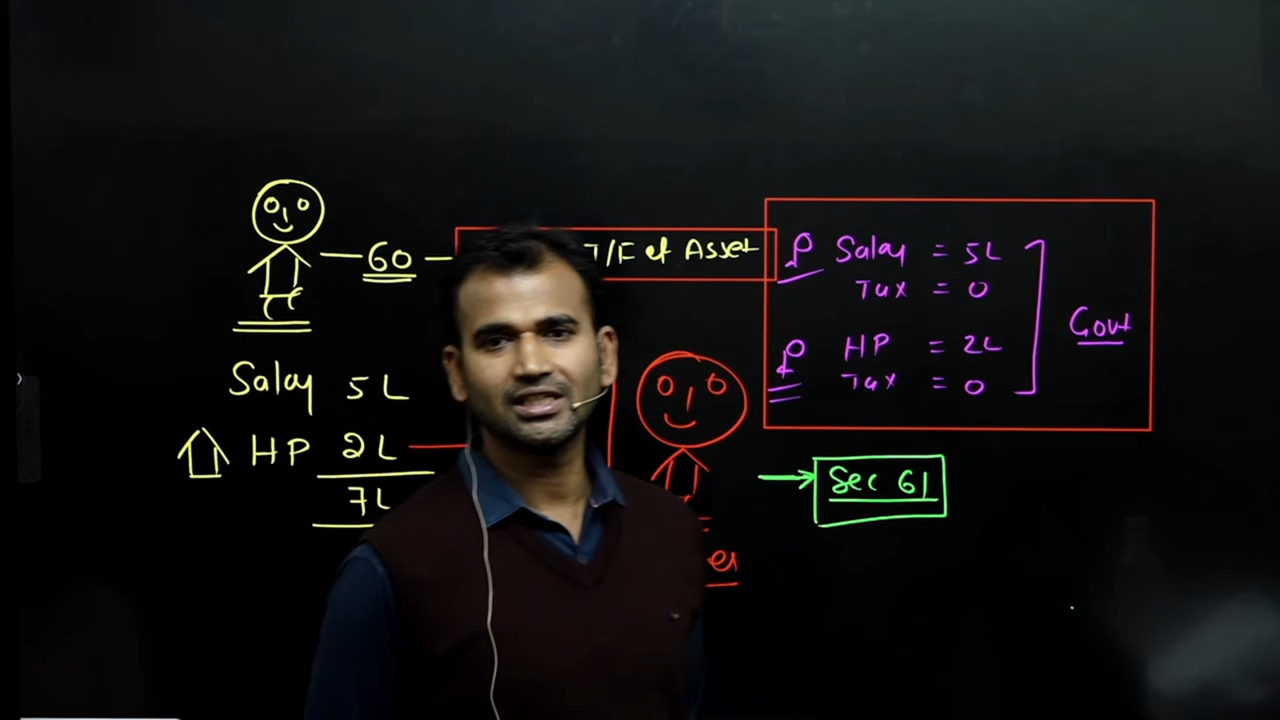 60
T/F of Asset
Salay 5L
HP 2L
7L
Salay = 5L
Tax = 0
HP = 2L
Tax = 0
Govt
Sec 61